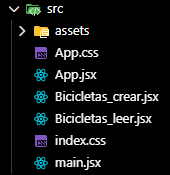 src
assets
App.css
App.jsx
Bicicletas_crear.jsx
Bicicletas_leer.jsx
index.css
main.jsx